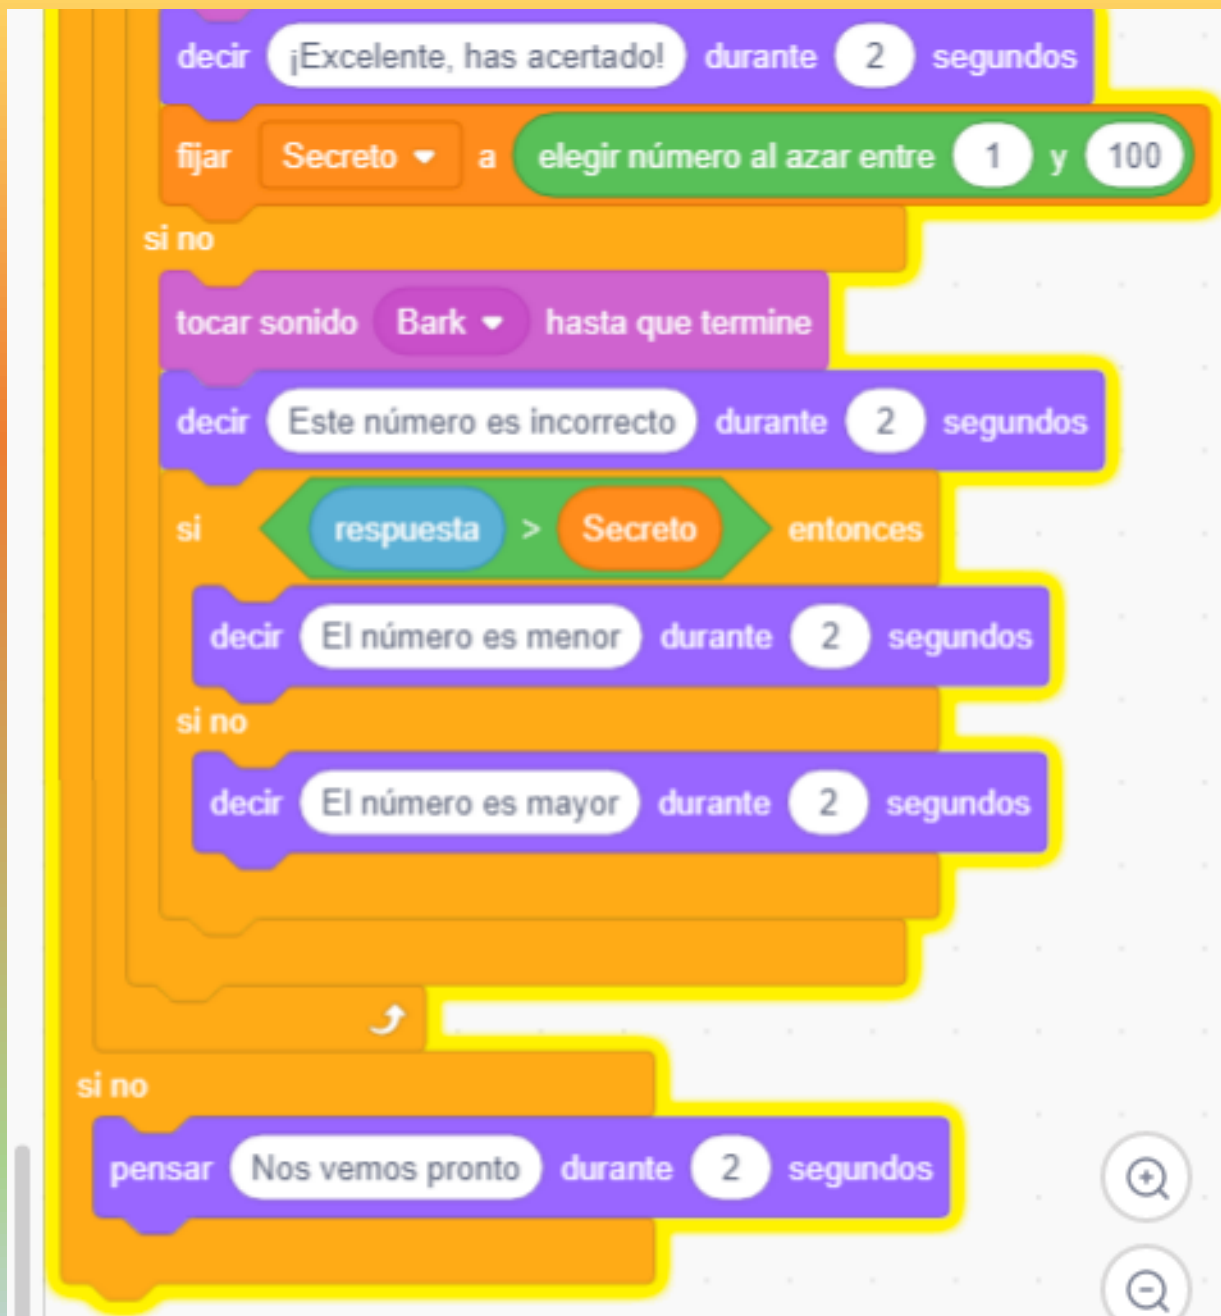 decir ¡Excelente, has acertado! durante 2 segundos
fijar Secreto a elegir número al azar entre 1 y 100
si no
tocar sonido Bark hasta que termine
decir Este número es incorrecto durante 2 segundos
si respuesta > Secreto entonces
decir El número es menor durante 2 segundos
si no
decir El número es mayor durante 2 segundos
si no
pensar Nos vemos pronto durante 2 segundos